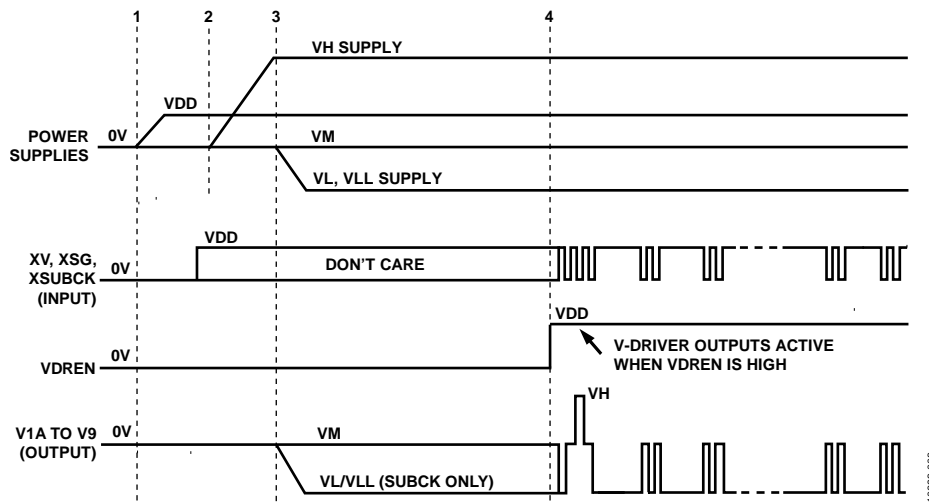 1
2
3
4
VH SUPPLY
VDD
POWER
SUPPLIES
0V
VM
VL, VLL SUPPLY
VDD
XV, XSG,
XSUBCK
(INPUT)
0V
DON'T CARE
VDD
VDREN
0V
V-DRIVER OUTPUTS ACTIVE
WHEN VDREN IS HIGH
VH
V1A TO V9
(OUTPUT)
0V
VM
VL/VLL (SUBCK ONLY)